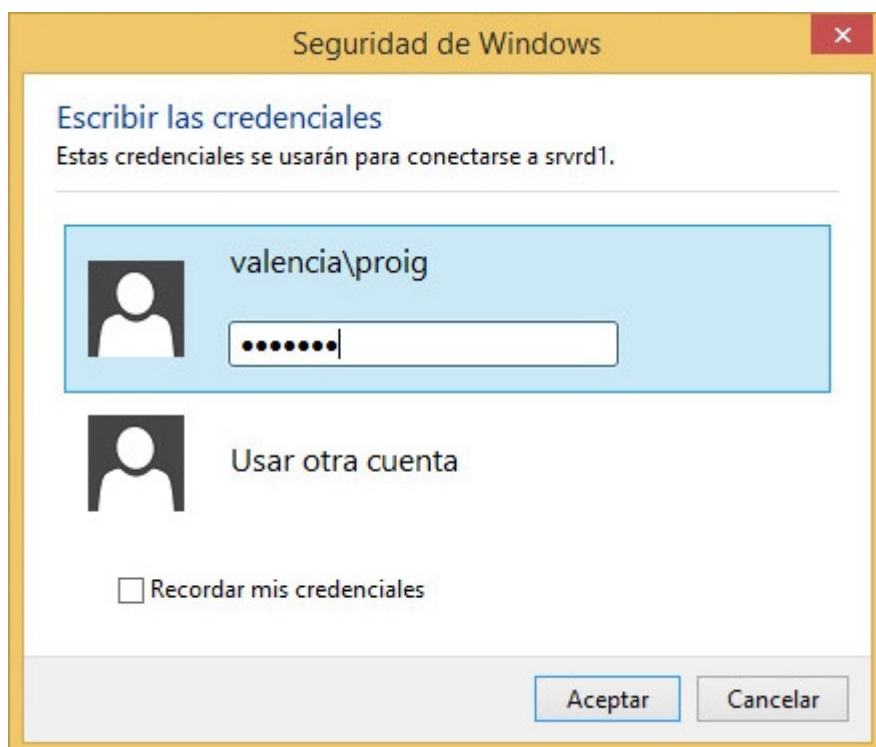 Seguridad de Windows
Escribir las credenciales
Estas credenciales se usarán para conectarse a srvrd1.
valencia\proig
•••••••
Usar otra cuenta
Recordar mis credenciales
Aceptar
Cancelar